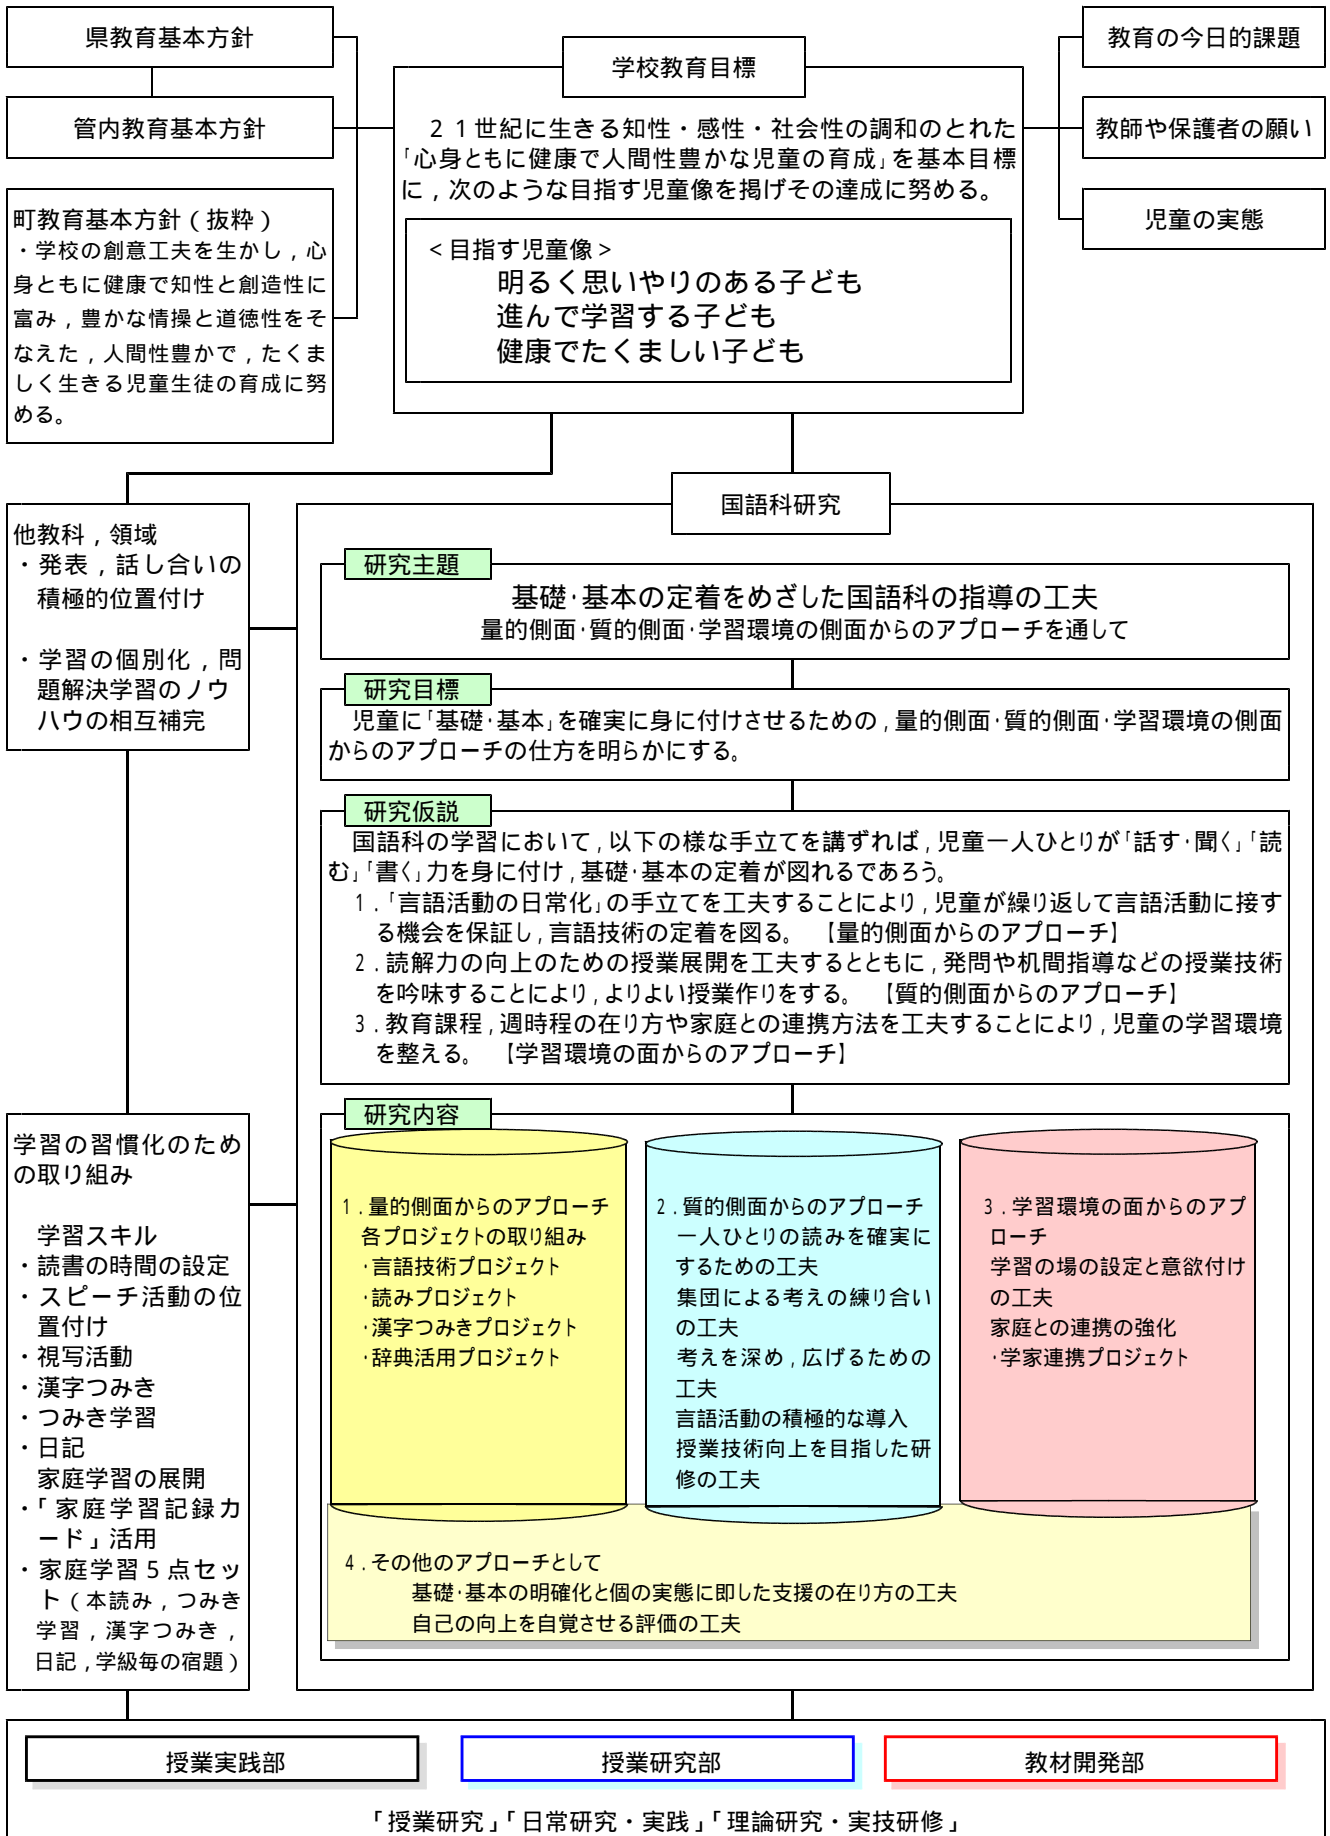 県教育基本方針
管内教育基本方針
町教育基本方針(抜粋)
・学校の創意工夫を生かし,心
身ともに健康で知性と創造性に
富み,豊かな情操と道徳性をそ
なえた,人間性豊かで,たくま
しく生きる児童生徒の育成に努
める。
学校教育目標
21世紀に生きる知性・感性・社会性の調和のとれた
「心身ともに健康で人間性豊かな児童の育成」を基本目標
に,次のような目指す児童像を掲げその達成に努める。
<目指す児童像>
明るく思いやりのある子ども
進んで学習する子ども
健康でたくましい子ども
教育の今日的課題
教師や保護者の願い
児童の実態
他教科,領域
・発表,話し合いの
積極的位置付け
・学習の個別化,問
題解決学習のノウ
ハウの相互補完
学習の習慣化のため
の取り組み
学習スキル
・読書の時間の設定
・スピーチ活動の位
置付け
・視写活動
・漢字つみき
・つみき学習
・日記
家庭学習の展開
・「家庭学習記録カ
ード」活用
・家庭学習5点セッ
ト(本読み,つみき
学習,漢字つみき,
日記,学級毎の宿題)
国語科研究
研究主題
基礎・基本の定着をめざした国語科の指導の工夫
量的側面・質的側面・学習環境の側面からのアプローチを通して
研究目標
児童に「基礎・基本」を確実に身に付けさせるための,量的側面・質的側面・学習環境の側面
からのアプローチの仕方を明らかにする。
研究仮説
国語科の学習において,以下の様な手立てを講ずれば,児童一人ひとりが「話す・聞く」「読
む」「書く」力を身に付け,基礎・基本の定着が図れるであろう。
1.「言語活動の日常化」の手立てを工夫することにより,児童が繰り返して言語活動に接す
る機会を保証し,言語技術の定着を図る。 【量的側面からのアプローチ】
2.読解力の向上のための授業展開を工夫するとともに,発問や机間指導などの授業技術
を吟味することにより,よりよい授業作りをする。 【質的側面からのアプローチ】
3.教育課程,週時程の在り方や家庭との連携方法を工夫することにより,児童の学習環境
を整える。 【学習環境の面からのアプローチ】
研究内容
1.量的側面からのアプローチ
各プロジェクトの取り組み
・言語技術プロジェクト
・読みプロジェクト
・漢字つみきプロジェクト
・辞典活用プロジェクト
2.質的側面からのアプローチ
一人ひとりの読みを確実に
するための工夫
集団による考えの練り合い
の工夫
考えを深め,広げるための
工夫
言語活動の積極的な導入
授業技術向上を目指した研
修の工夫
3.学習環境の面からのアプ
ローチ
学習の場の設定と意欲付け
の工夫
家庭との連携の強化
・学家連携プロジェクト
4.その他のアプローチとして
基礎・基本の明確化と個の実態に即した支援の在り方の工夫
自己の向上を自覚させる評価の工夫
授業実践部
授業研究部
教材開発部
「授業研究」「日常研究・実践」「理論研究・実技研修」